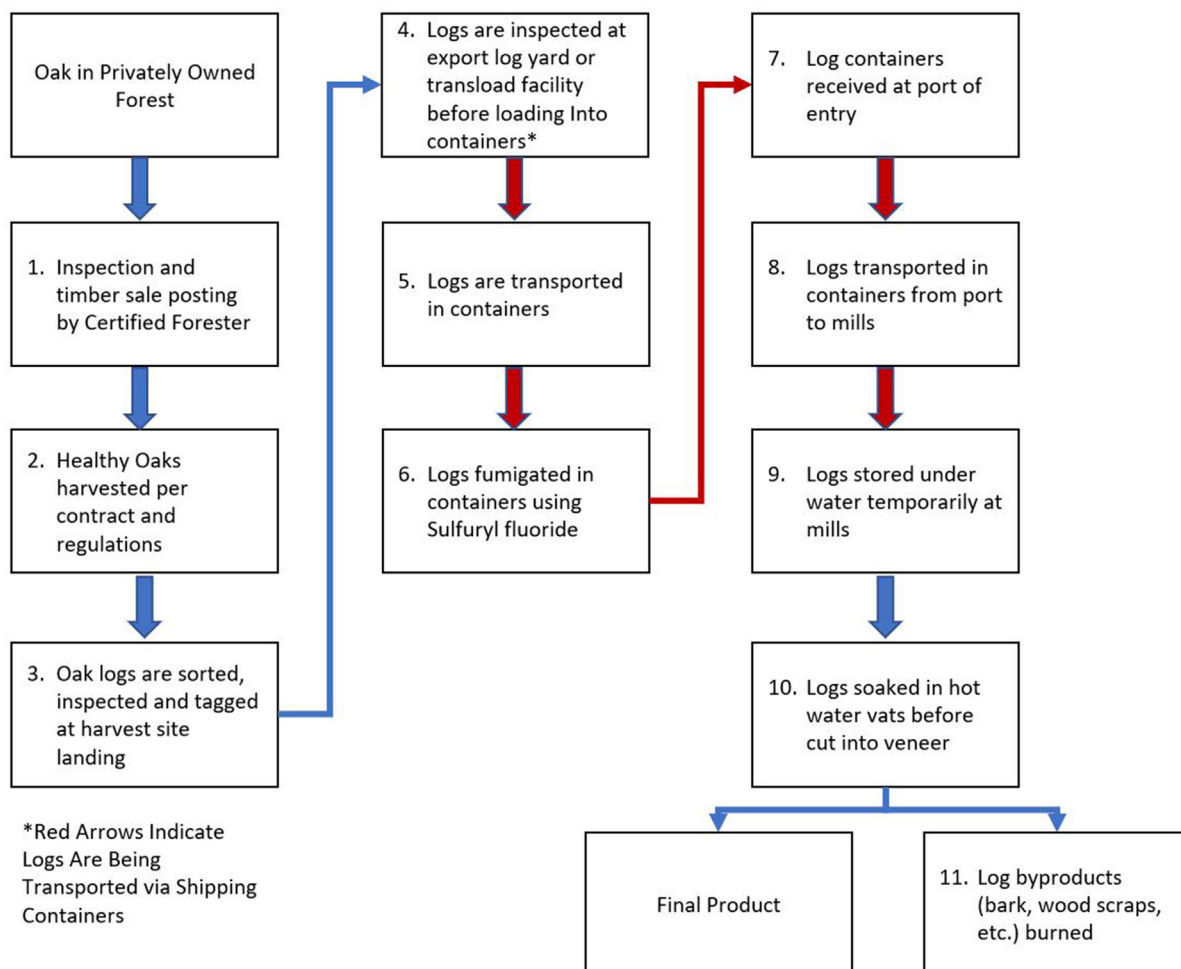 Oak in Privately Owned
Forest
1. Inspection and
timber sale posting
by Certified Forester
2. Healthy Oaks
harvested per
contract and
regulations
3. Oak logs are sorted,
inspected and tagged
at harvest site
landing
*Red Arrows Indicate
Logs Are Being
Transported via Shipping
Containers
4. Logs are inspected at
export log yard or
transload facility
before loading Into
containers*
5. Logs are transported
in containers
6. Logs fumigated in
containers using
Sulfuryl fluoride
7. Log containers
received at port of
entry
8. Logs transported in
containers from port
to mills
9. Logs stored under
water temporarily at
mills
10. Logs soaked in hot
water vats before
cut into veneer
Final Product
11. Log byproducts
(bark, wood scraps,
etc.) burned